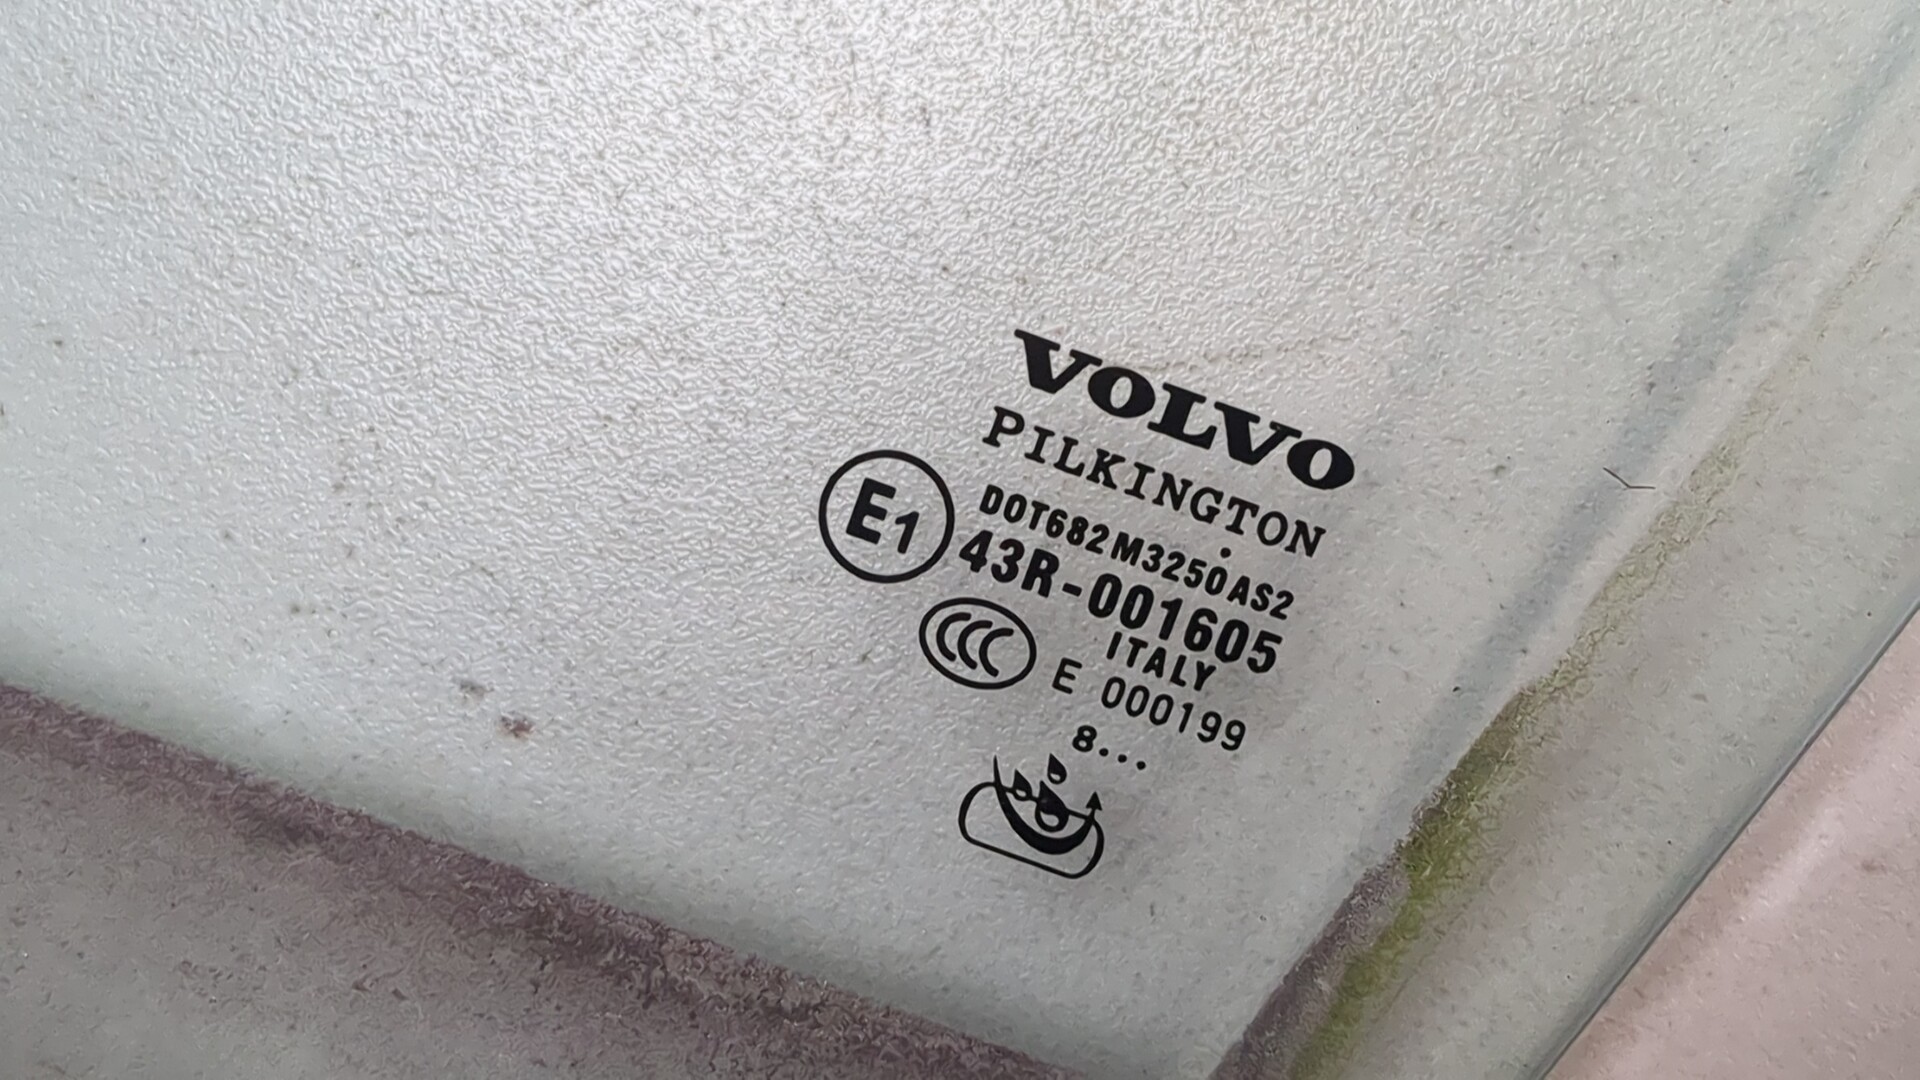 VOLVO
PILKINGTON
E1
DOT682M3250AS2
43R-001605
ITALY
CCC
E 000199
8...